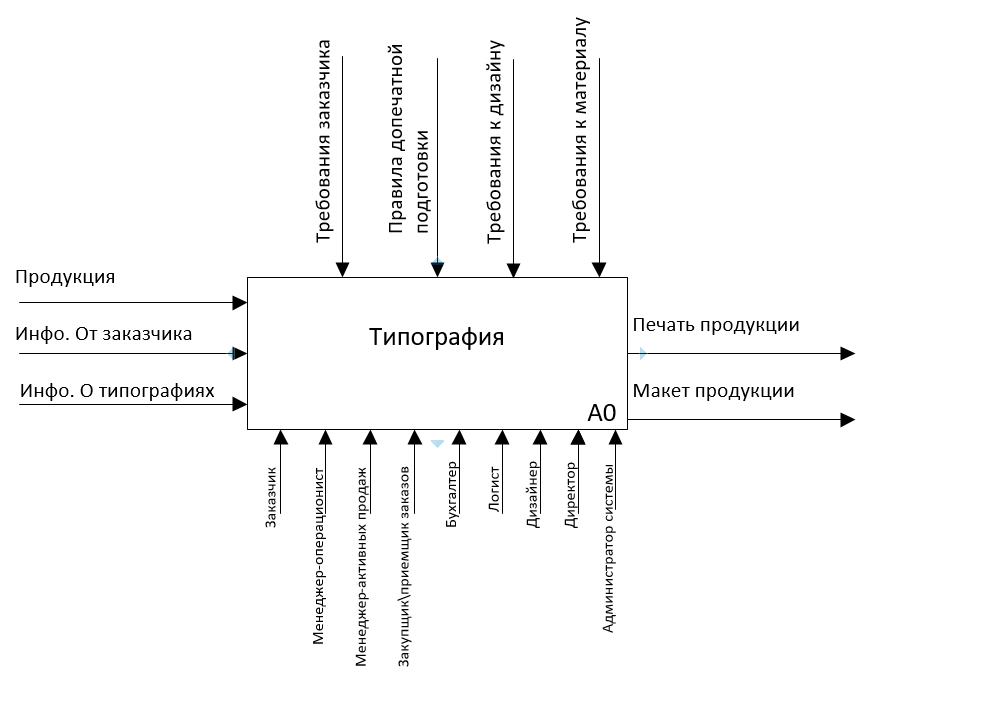 Требования заказчика
Правила допечатной
подготовки
Требования к дизайну
Требования к материалу
Продукция
Инфо. От заказчика
Инфо. О типографиях
Типография
А0
Печать продукции
Макет продукции
Заказчик
Менеджер-операционист
Менеджер-активных продаж
Закупщик\приемщик заказов
Бухгалтер
Логист
Дизайнер
Директор
Администратор системы